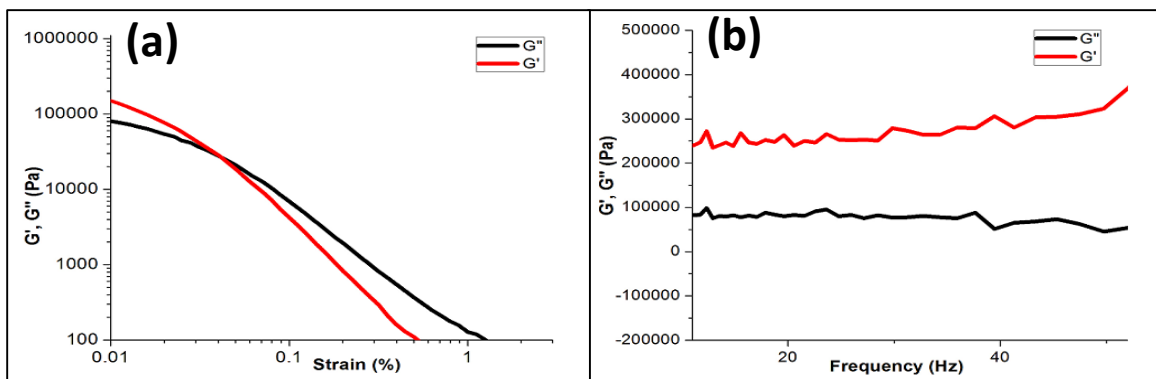 (a)
G''
G'
1000000
100000
10000
1000
100
0.01
0.1
1
G', G'' (Pa)
Strain (%)
(b)
G''
G'
500000
400000
300000
200000
100000
0
-100000
-200000
20
40
G', G'' (Pa)
Frequency (Hz)